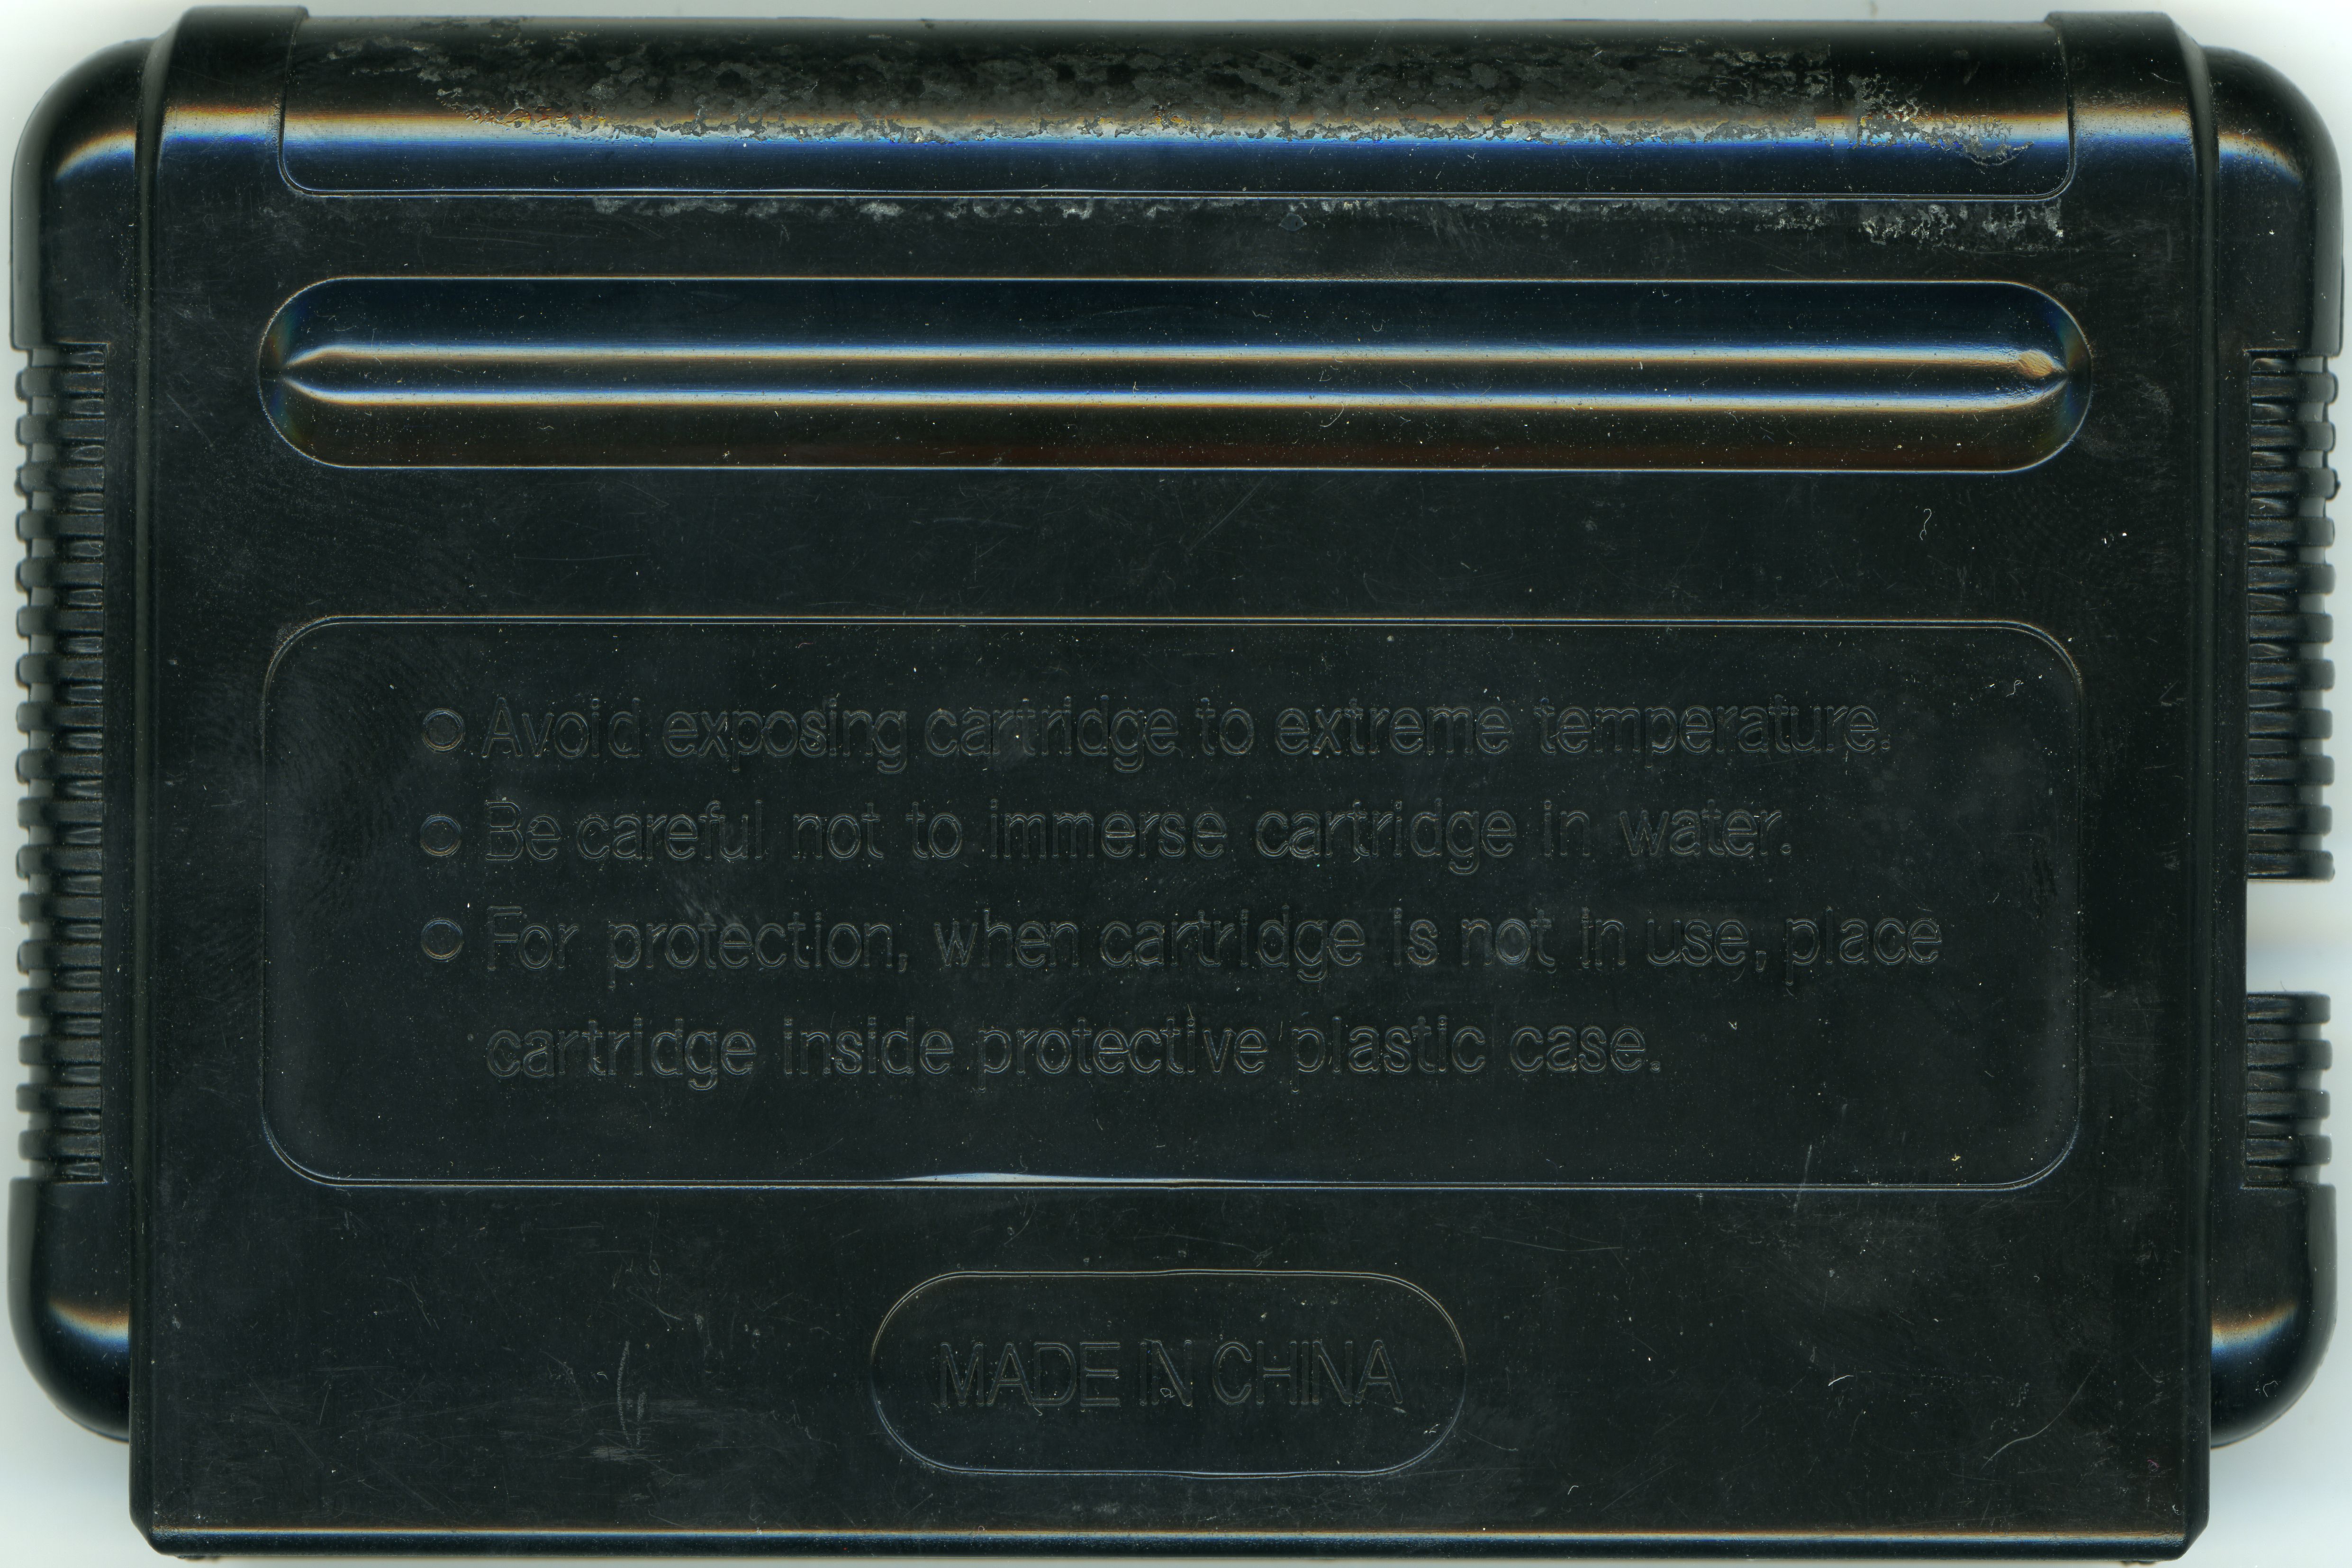 ○ Avoid exposing cartridge to extreme temperature.
○ Be careful not to immerse cartridge in water.
○ For protection, when cartridge is not in use, place
cartridge inside protective plastic case.
MADE IN CHINA